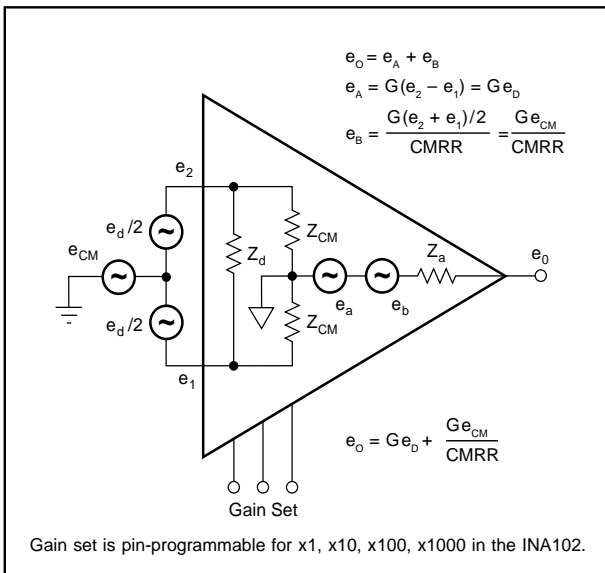 e_O = e_A + e_B
e_A = G(e_2 − e_1) = Ge_D
e_B = G(e_2 + e_1)/2 / CMRR = Ge_CM / CMRR
e_2
e_d/2
Z_d
Z_CM
Z_a
e_CM
e_0
e_a
e_b
e_d/2
Z_CM
e_1
e_O = Ge_D + Ge_CM / CMRR
Gain Set
Gain set is pin-programmable for x1, x10, x100, x1000 in the INA102.